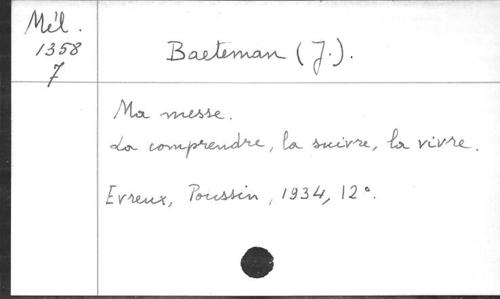 Mél.
1358
7
Baeteman (J.).
Ma messe.
La comprendre, la suivre, la vivre.
Evreux, Poussin, 1934, 12°.